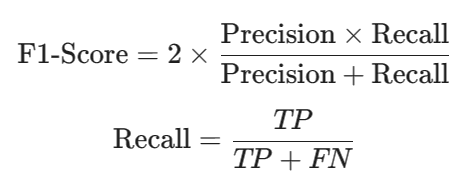 F1-Score = 2 × Precision × Recall / Precision + Recall
Recall = TP / TP + FN